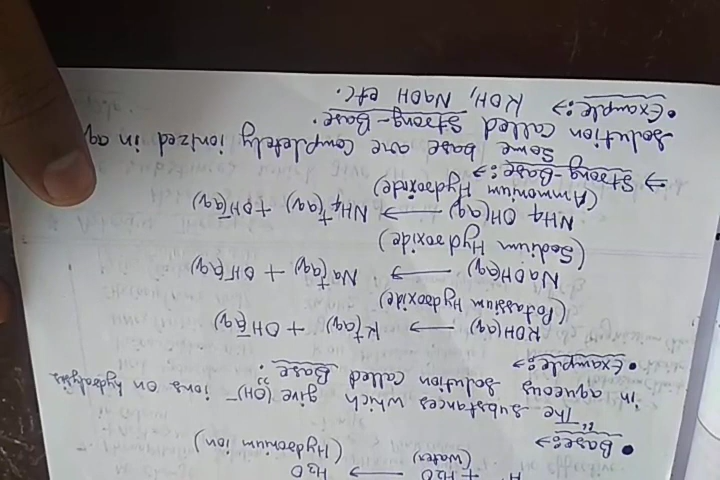 H⁺ + H₂O ⟶ H₃O⁺
(Water) (Hydronium ion)
• Base:→
"The substances which give (OH)⁻ ions on hydrolysis
in aqueous solution called Base".
• Example:→
KOH(aq) ⟶ K⁺(aq) + OH⁻(aq)
(Potassium Hydroxide)
NaOH(aq) ⟶ Na⁺(aq) + OH⁻(aq)
(Sodium Hydroxide)
NH4 OH(aq) ⟶ NH4⁺(aq) + OH⁻(aq)
(Ammonium Hydroxide)
→ Strong-Base:→
Some base are completely ionized in aq
solution called Strong-Base.
• Example:→ KOH, NaOH etc.